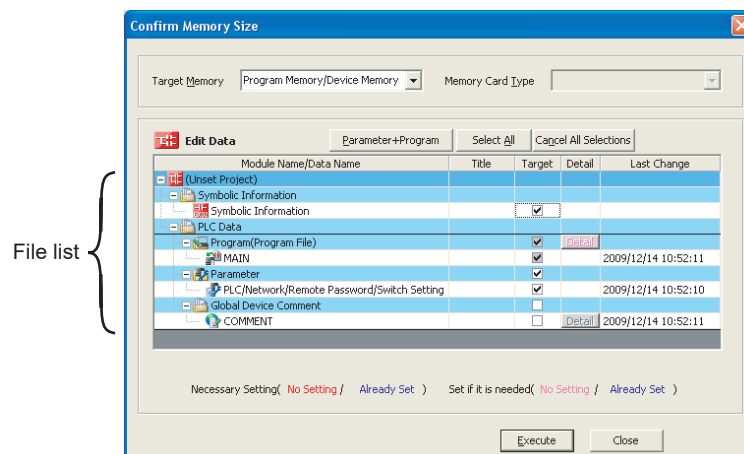 Confirm Memory Size
Target Memory Program Memory/Device Memory Memory Card Type
Edit Data Parameter+Program Select All Cancel All Selections
Module Name/Data Name Title Target Detail Last Change
(Unset Project)
Symbolic Information
Symbolic Information
PLC Data
Program(Program File) Detail
MAIN 2009/12/14 10:52:11
Parameter
PLC/Network/Remote Password/Switch Setting 2009/12/14 10:52:10
Global Device Comment
COMMENT Detail 2009/12/14 10:52:11
File list
Necessary Setting( No Setting / Already Set ) Set if it is needed( No Setting / Already Set )
Execute Close